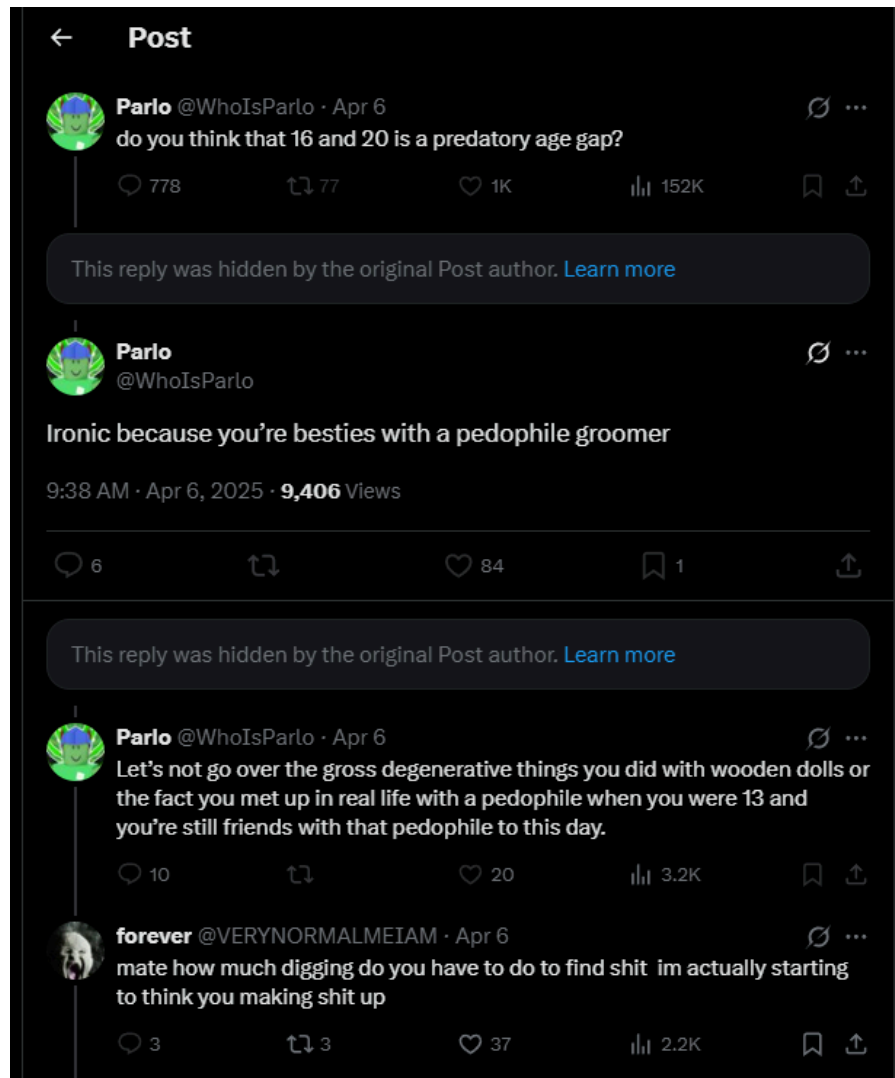 Post
Parlo @WhoIsParlo · Apr 6
do you think that 16 and 20 is a predatory age gap?
778 77 1K 152K
This reply was hidden by the original Post author. Learn more
Parlo
@WhoIsParlo
Ironic because you’re besties with a pedophile groomer
9:38 AM · Apr 6, 2025 · 9,406 Views
6 84 1
This reply was hidden by the original Post author. Learn more
Parlo @WhoIsParlo · Apr 6
Let’s not go over the gross degenerative things you did with wooden dolls or
the fact you met up in real life with a pedophile when you were 13 and
you’re still friends with that pedophile to this day.
10 20 3.2K
forever @VERYNORMALMEIAM · Apr 6
mate how much digging do you have to do to find shit  im actually starting
to think you making shit up
3 3 37 2.2K